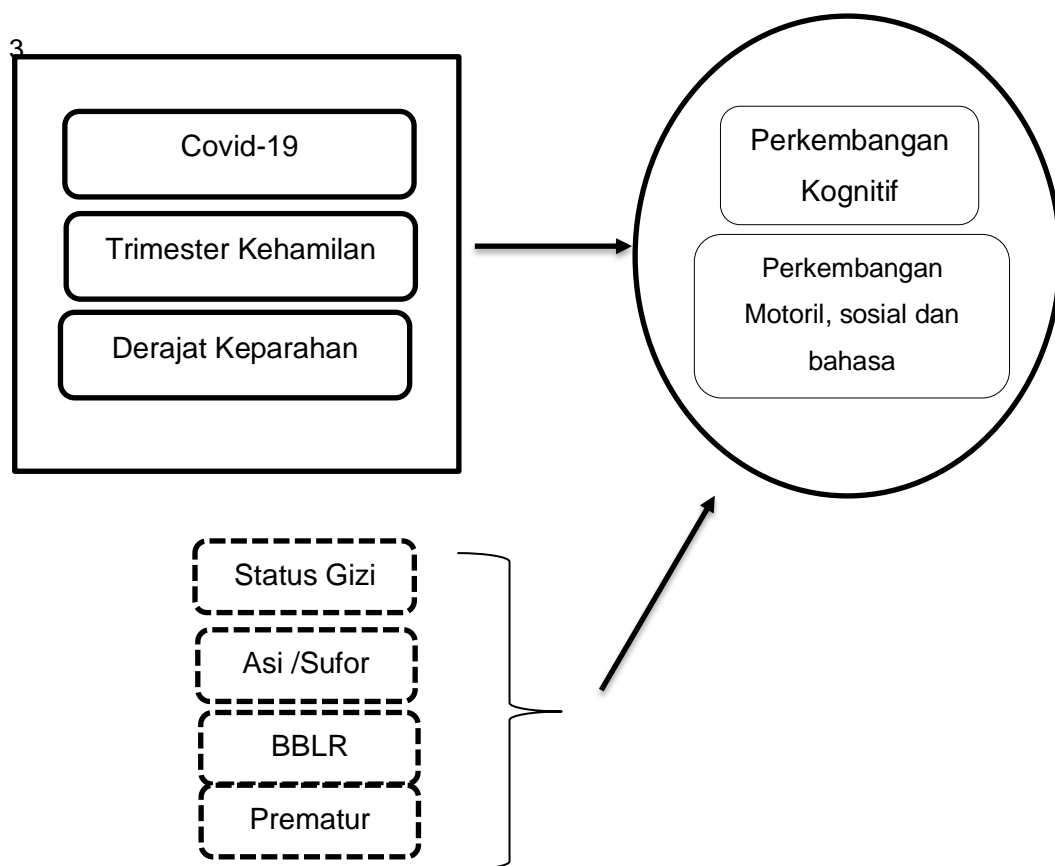 3
Covid-19
Trimester Kehamilan
Derajat Keparahan
Perkembangan
Kognitif
Perkembangan
Motoril, sosial dan
bahasa
Status Gizi
Asi /Sufor
BBLR
Prematur